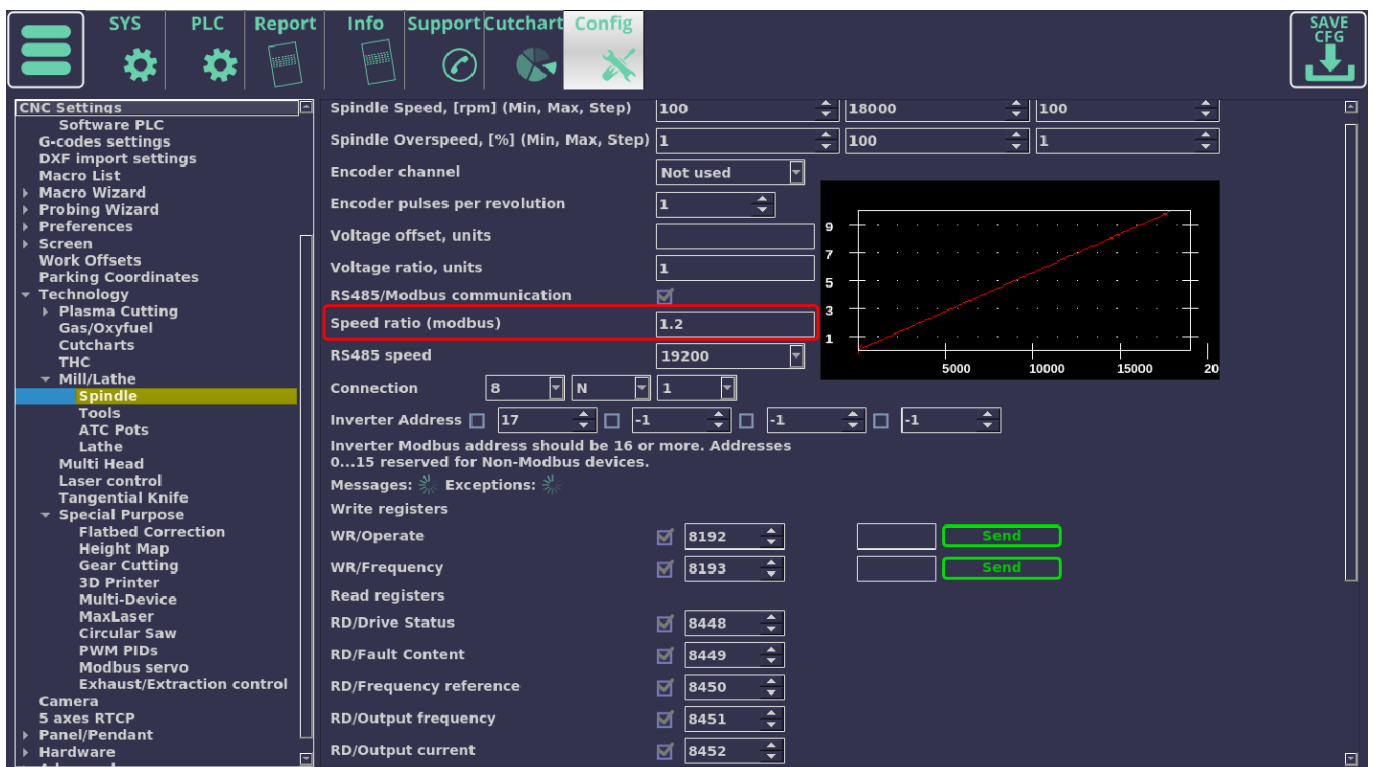 SYS PLC Report Info Support Cutchart Config SAVE CFG
CNC Settings
Software PLC
G-codes settings
DXF import settings
Macro List
Macro Wizard
Probing Wizard
Preferences
Screen
Work Offsets
Parking Coordinates
Technology
Plasma Cutting
Gas/Oxyfuel
Cutcharts
THC
Mill/Lathe
Spindle
Tools
ATC Pots
Lathe
Multi Head
Laser control
Tangential Knife
Special Purpose
Flatbed Correction
Height Map
Gear Cutting
3D Printer
Multi-Device
MaxLaser
Circular Saw
PWM PIDs
Modbus servo
Exhaust/Extraction control
Camera
5 axes RTCP
Panel/Pendant
Hardware
Spindle Speed, [rpm] (Min, Max, Step) 100 18000 100
Spindle Overspeed, [%] (Min, Max, Step) 1 100 1
Encoder channel Not used
Encoder pulses per revolution 1
Voltage offset, units
Voltage ratio, units 1
RS485/Modbus communication
Speed ratio (modbus) 1.2
RS485 speed 19200
Connection 8 N 1
Inverter Address 17 -1 -1 -1
Inverter Modbus address should be 16 or more. Addresses
0...15 reserved for Non-Modbus devices.
Messages: Exceptions:
Write registers
WR/Operate 8192 Send
WR/Frequency 8193 Send
Read registers
RD/Drive Status 8448
RD/Fault Content 8449
RD/Frequency reference 8450
RD/Output frequency 8451
RD/Output current 8452
9
7
5
3
1
5000 10000 15000 20